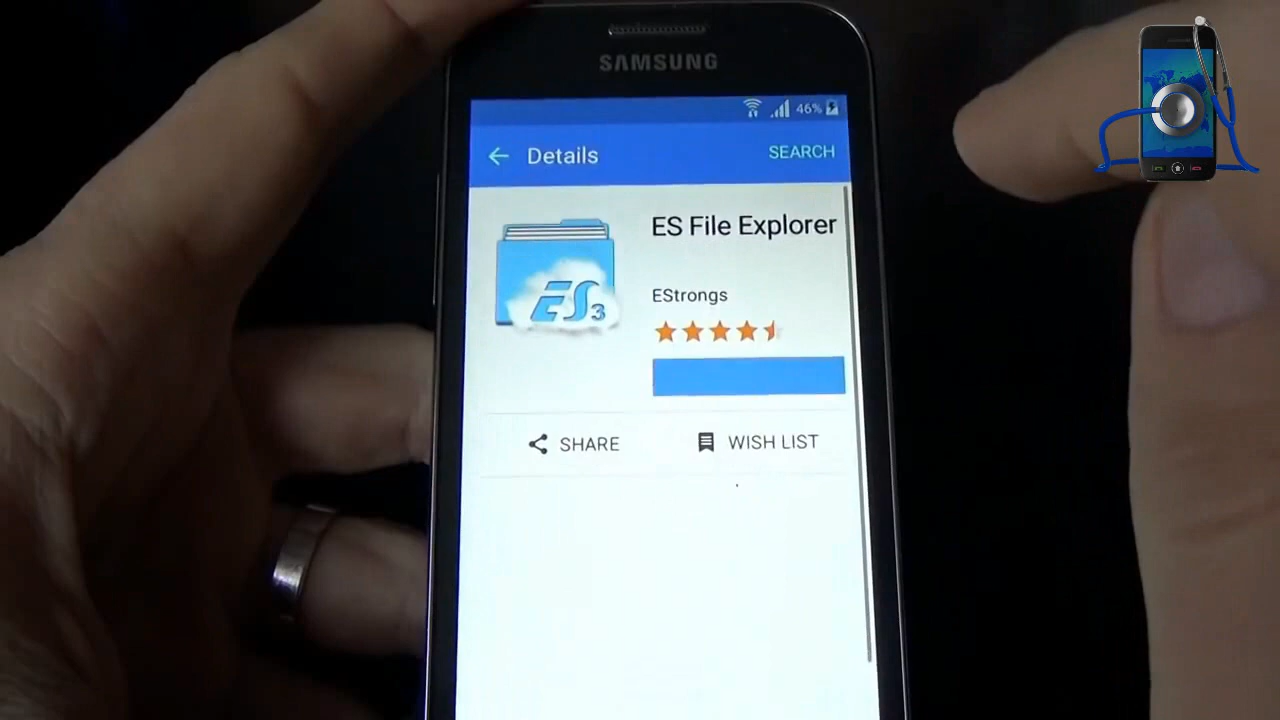 SAMSUNG
46%
Details
SEARCH
ES File Explorer
ES3
EStrongs
SHARE
WISH LIST